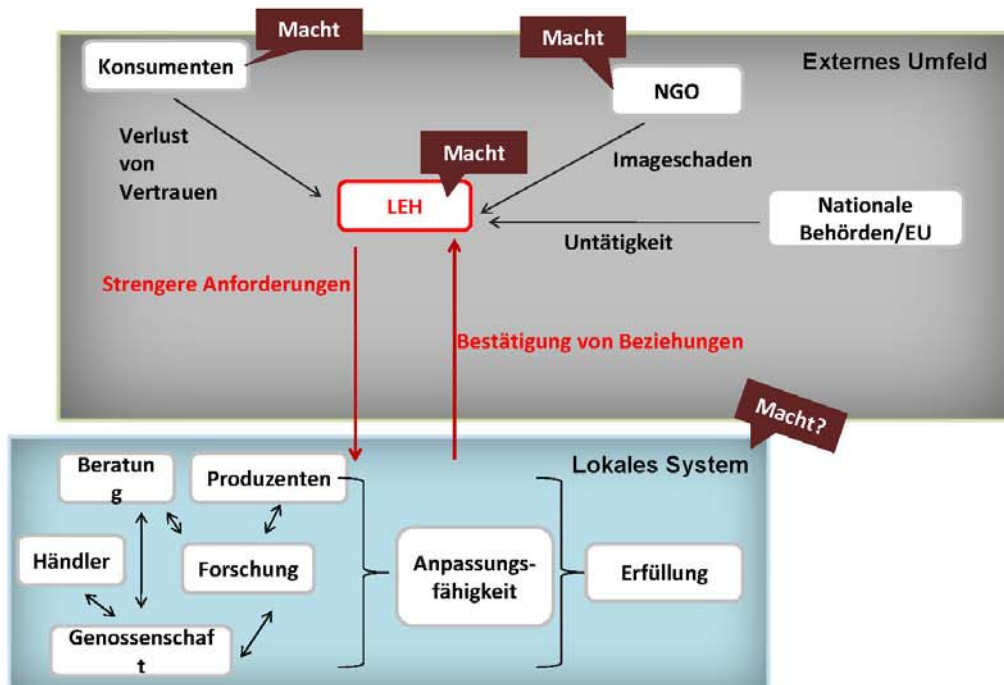 Macht
Macht
Externes Umfeld
Konsumenten
NGO
Verlust
von
Vertrauen
Macht
Imageschaden
LEH
Nationale
Behörden/EU
Untätigkeit
Strengere Anforderungen
Bestätigung von Beziehungen
Macht?
Lokales System
Beratun
g
Produzenten
Händler
Forschung
Anpassungs-
fähigkeit
Erfüllung
Genossenschaf
t